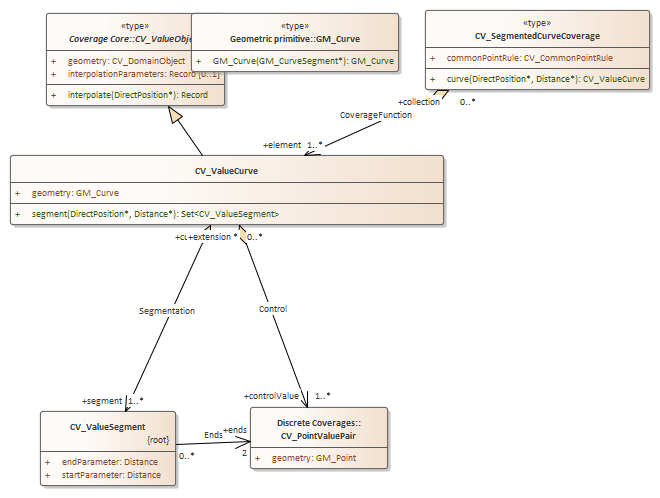 «type»
Coverage Core::CV_ValueObj
+ geometry: CV_DomainObject
+ interpolationParameters: Record [0..1]
+ interpolate(DirectPosition*): Record
«type»
Geometric primitive::GM_Curve
+ GM_Curve(GM_CurveSegment*): GM_Curve
«type»
CV_SegmentedCurveCoverage
+ commonPointRule: CV_CommonPointRule
+ curve(DirectPosition*, Distance*): CV_ValueCurve
+collection 0..*
CoverageFunction
+element 1..*
CV_ValueCurve
+ geometry: GM_Curve
+ segment(DirectPosition*, Distance*): Set<CV_ValueSegment>
+extension * 0..*
Segmentation
Control
+segment 1..*
+controlValue 1..*
CV_ValueSegment
{root}
+ endParameter: Distance
+ startParameter: Distance
Ends +ends
0..* 2
Discrete Coverages::
CV_PointValuePair
+ geometry: GM_Point